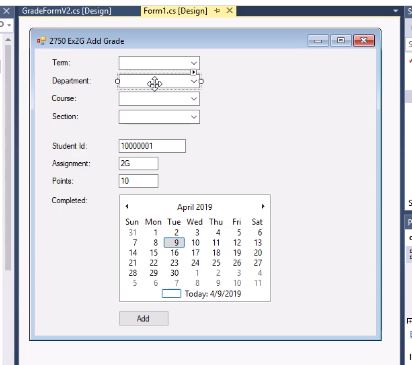 GradeFormV2.cs [Design]
Form1.cs [Design]
2750 Ex2G Add Grade
Term:
Department:
Course:
Section:
Student Id: 10000001
Assignment: 2G
Points: 10
Completed:
April 2019
Sun Mon Tue Wed Thu Fri Sat
31 1 2 3 4 5 6
7 8 9 10 11 12 13
14 15 16 17 18 19 20
21 22 23 24 25 26 27
28 29 30 1 2 3 4
5 6 7 8 9 10 11
Today: 4/9/2019
Add